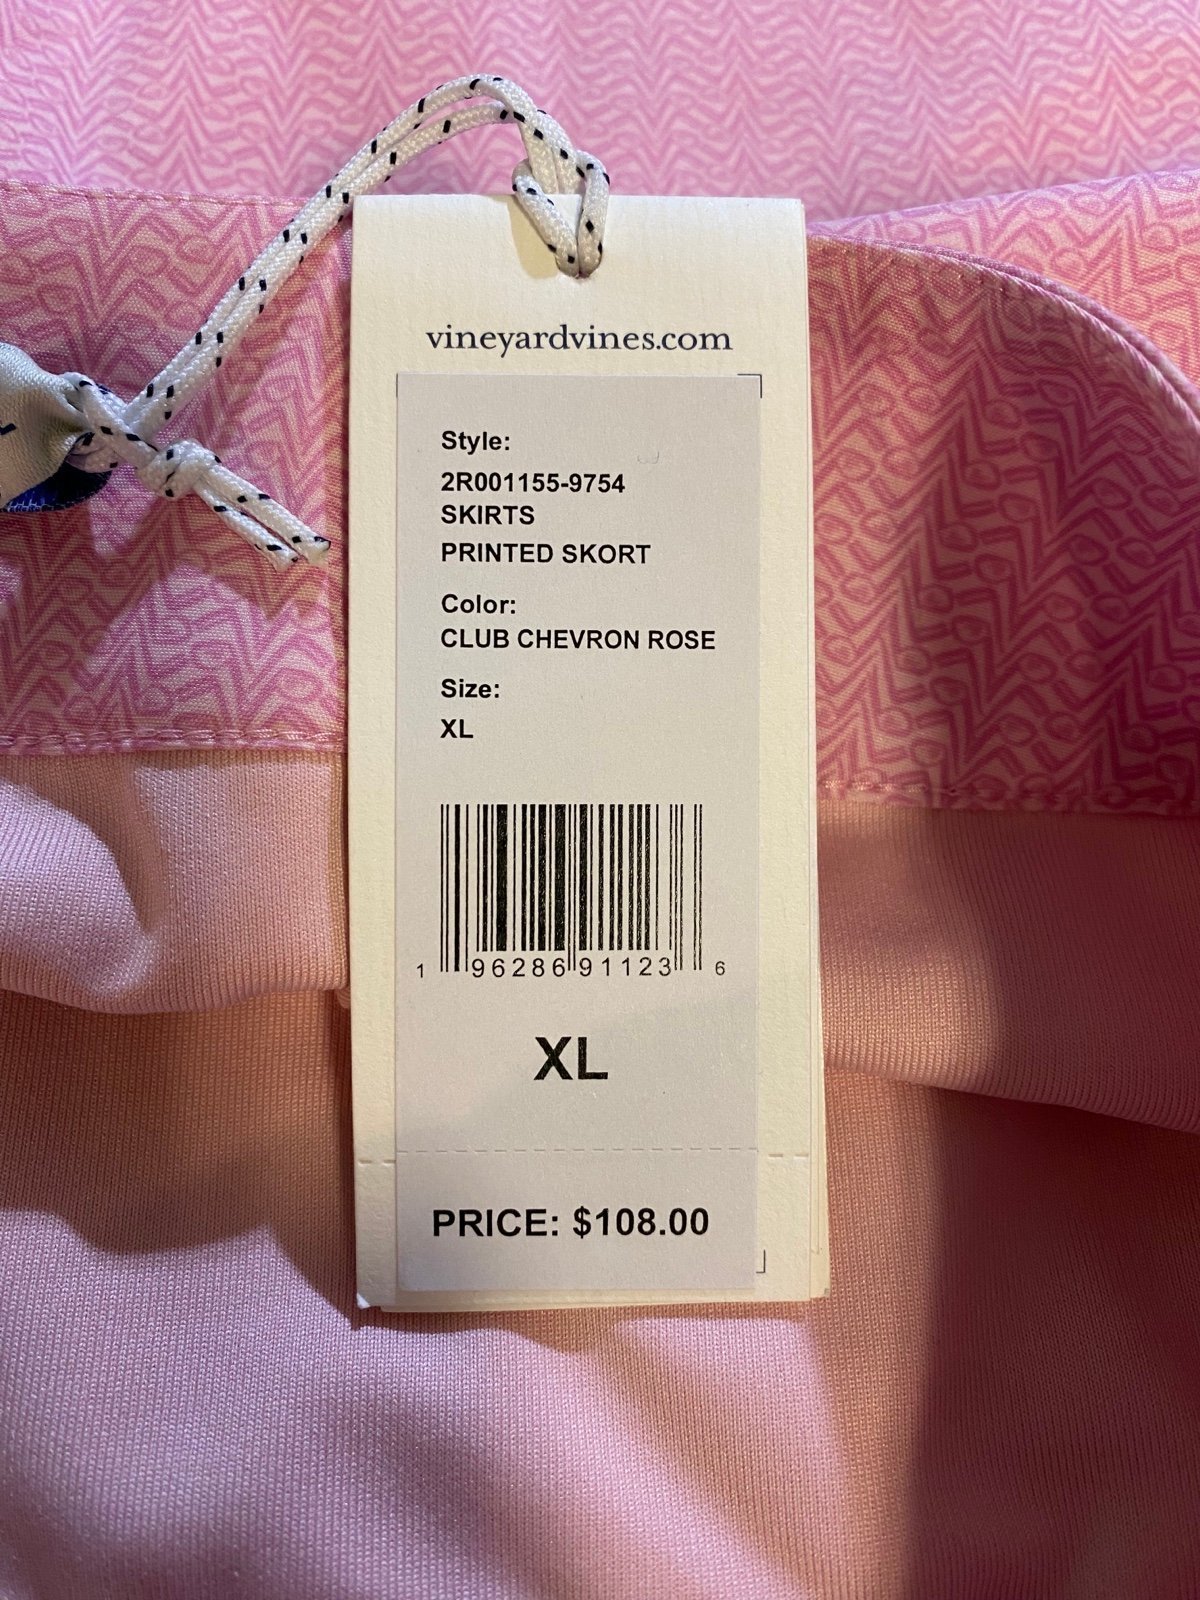 vineyardvines.com
Style:
2R001155-9754
SKIRTS
PRINTED SKORT
Color:
CLUB CHEVRON ROSE
Size:
XL
1 96286 91123 6
XL
PRICE: $108.00